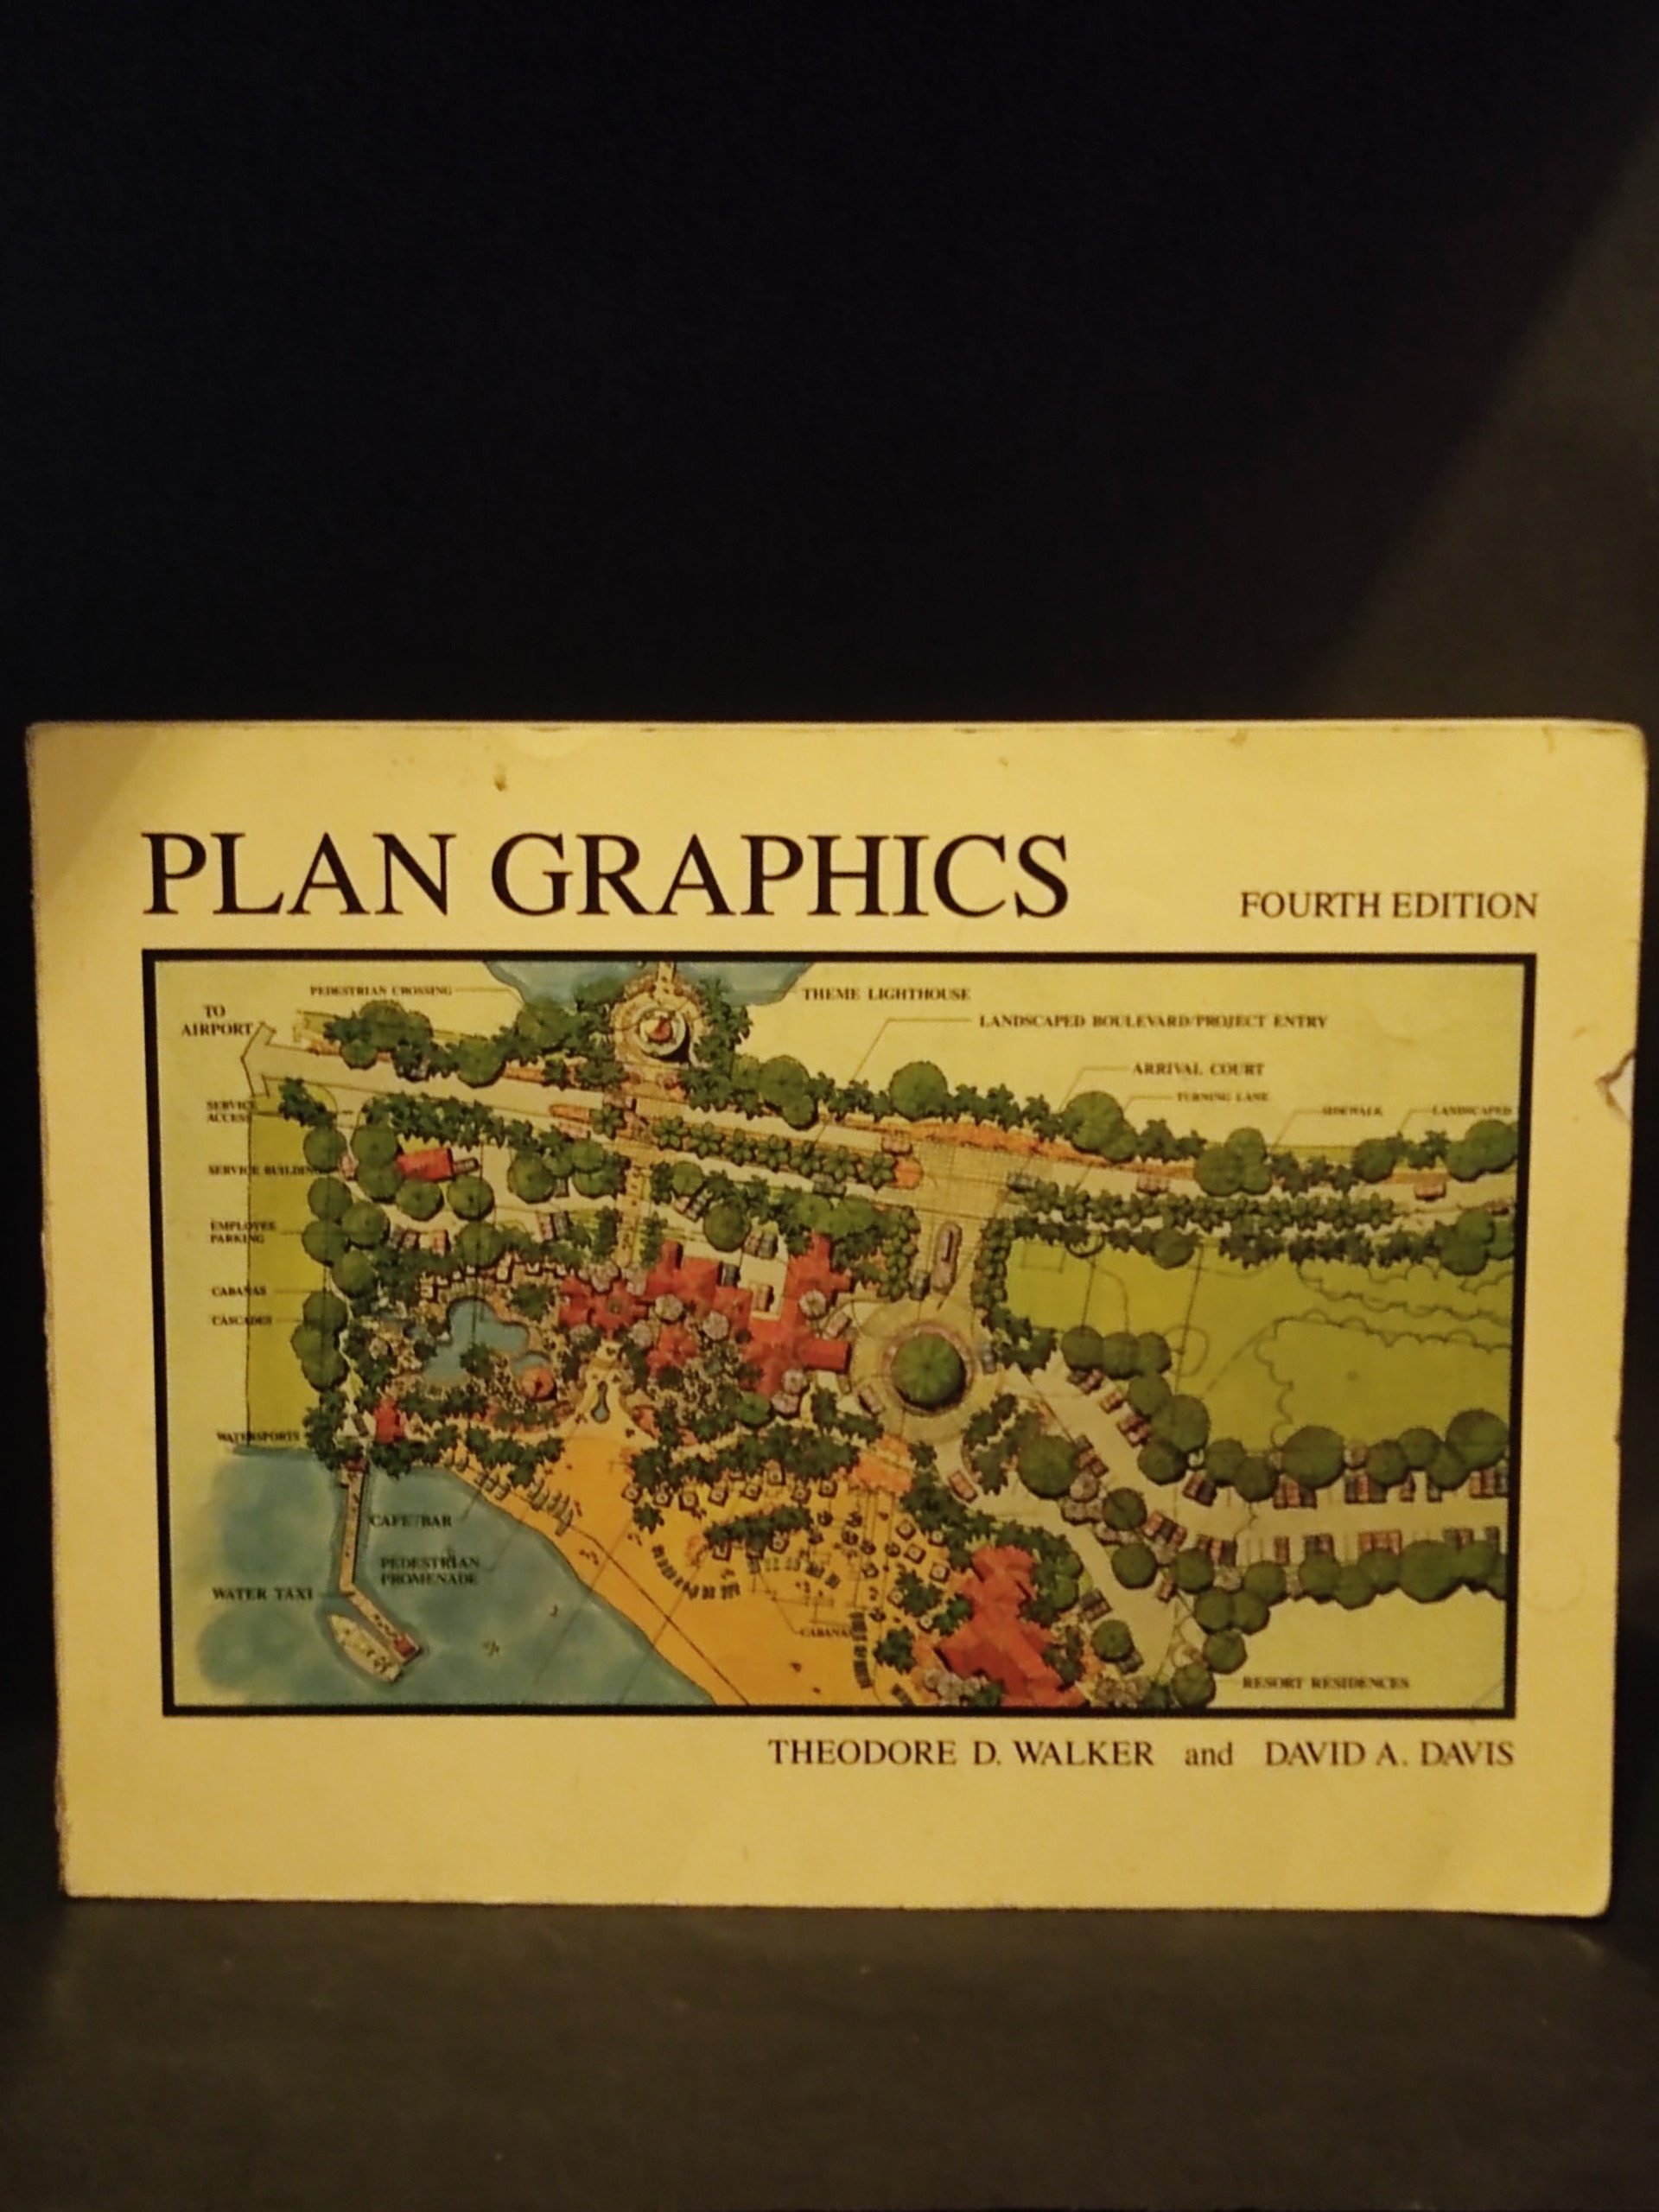 PLAN GRAPHICS
FOURTH EDITION
PEDESTRIAN CROSSING
THEME LIGHTHOUSE
TO
AIRPORT
LANDSCAPED BOULEVARD/PROJECT ENTRY
ARRIVAL COURT
TURNING LANE
SIDEWALK
LANDSCAPED
SERVICE
ACCESS
SERVICE BUILDING
EMPLOYEE
PARKING
CABANAS
CASCADES
WATERSPORTS
CAFE/BAR
PEDESTRIAN
PROMENADE
WATER TAXI
CABANAS
RESORT RESIDENCES
THEODORE D. WALKER and DAVID A. DAVIS